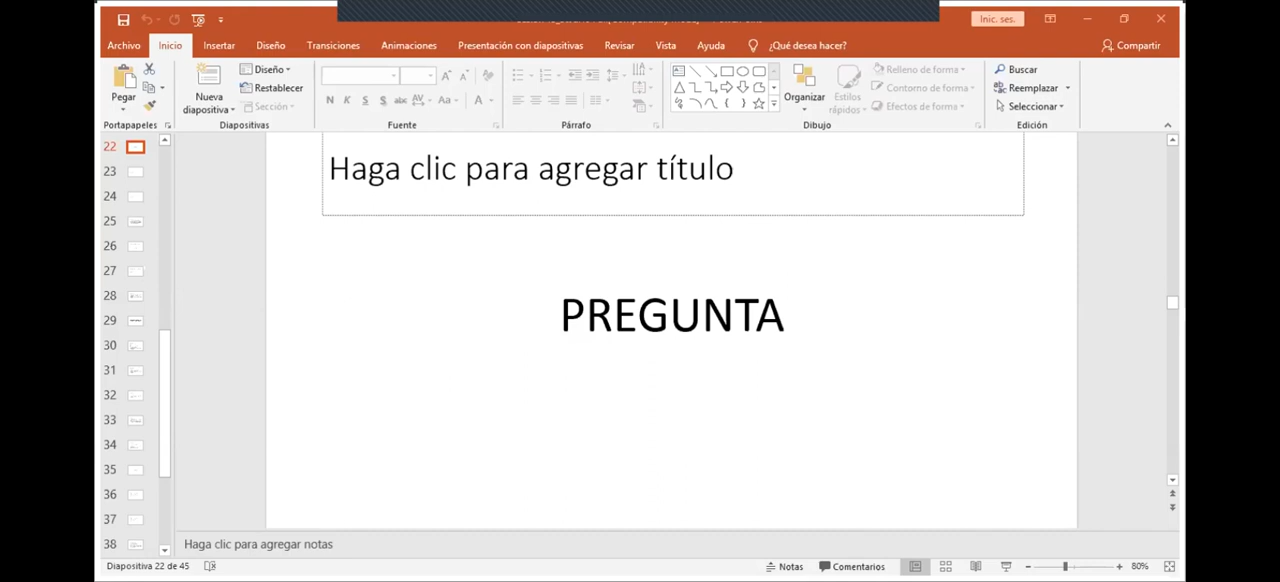 Inic. ses.
Archivo Inicio Insertar Diseño Transiciones Animaciones Presentación con diapositivas Revisar Vista Ayuda ¿Qué desea hacer? Compartir
Pegar
Nueva diapositiva
Diseño
Restablecer
Sección
N K S S abc AV Aa A
Organizar
Estilos rápidos
Relleno de forma
Contorno de forma
Efectos de forma
Buscar
Reemplazar
Seleccionar
Portapapeles Diapositivas Fuente Párrafo Dibujo Edición
22
23
24
25
26
27
28
29
30
31
32
33
34
35
36
37
38
Haga clic para agregar título
PREGUNTA
Haga clic para agregar notas
Diapositiva 22 de 45 Notas Comentarios 80%